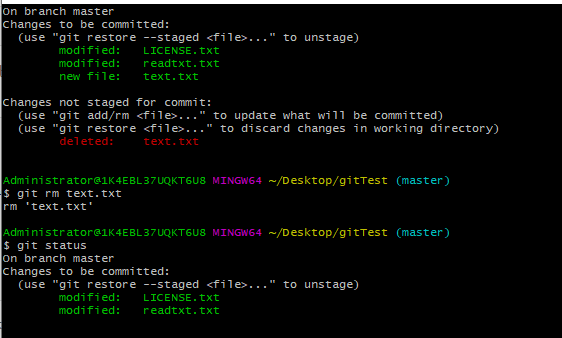 On branch master
Changes to be committed:
  (use "git restore --staged <file>..." to unstage)
        modified:   LICENSE.txt
        modified:   readtxt.txt
        new file:   text.txt

Changes not staged for commit:
  (use "git add/rm <file>..." to update what will be committed)
  (use "git restore <file>..." to discard changes in working directory)
        deleted:    text.txt


Administrator@1K4EBL37UQKT6U8 MINGW64 ~/Desktop/gitTest (master)
$ git rm text.txt
rm 'text.txt'

Administrator@1K4EBL37UQKT6U8 MINGW64 ~/Desktop/gitTest (master)
$ git status
On branch master
Changes to be committed:
  (use "git restore --staged <file>..." to unstage)
        modified:   LICENSE.txt
        modified:   readtxt.txt